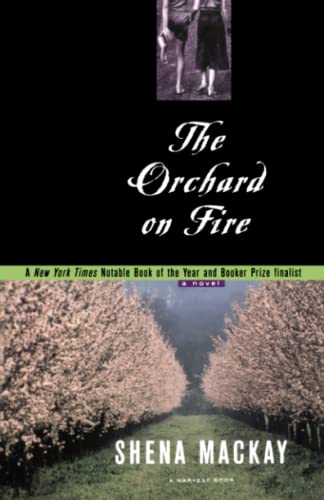 The
Orchard
on Fire
A New York Times Notable Book of the Year and Booker Prize finalist
a novel
SHENA MACKAY
A HARVEST BOOK